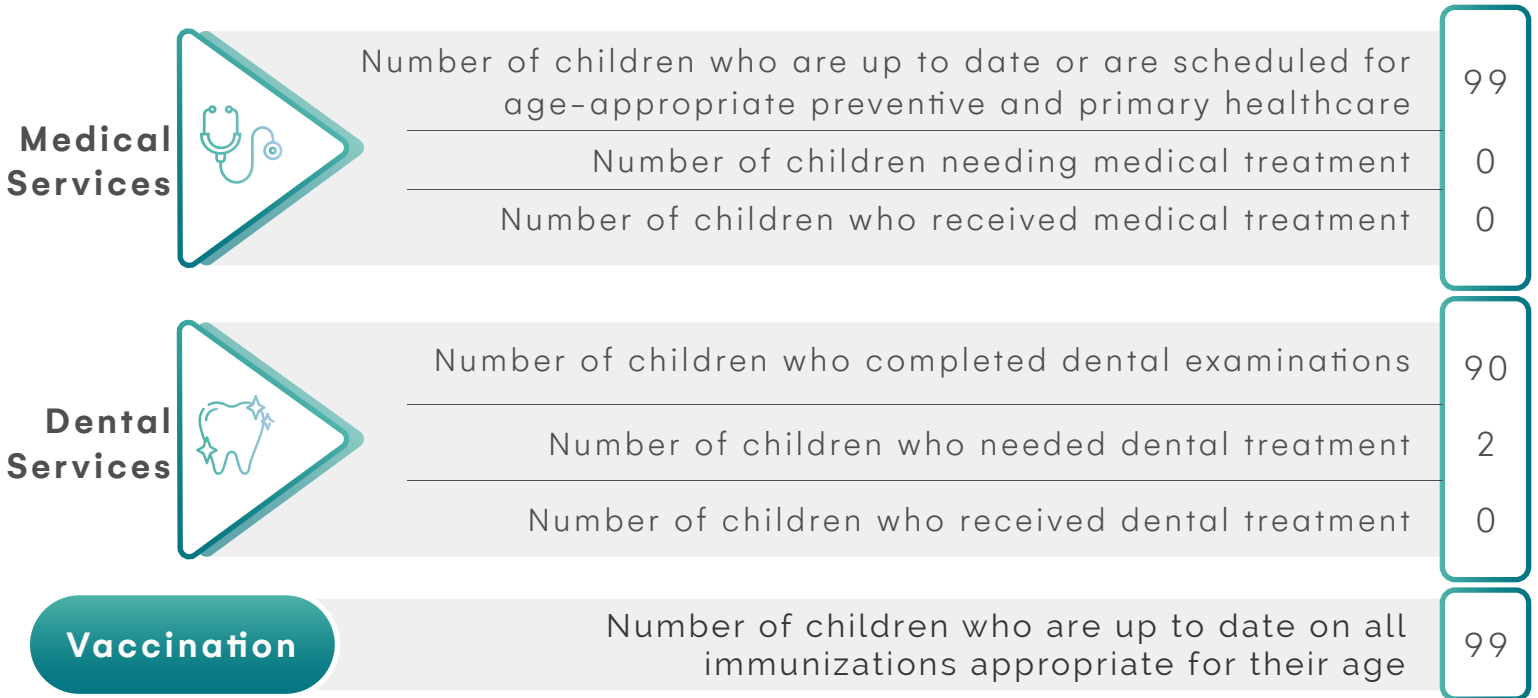 Medical
Services
Number of children who are up to date or are scheduled for
age-appropriate preventive and primary healthcare
99
Number of children needing medical treatment
0
Number of children who received medical treatment
0
Dental
Services
Number of children who completed dental examinations
90
Number of children who needed dental treatment
2
Number of children who received dental treatment
0
Vaccination
Number of children who are up to date on all
immunizations appropriate for their age
99